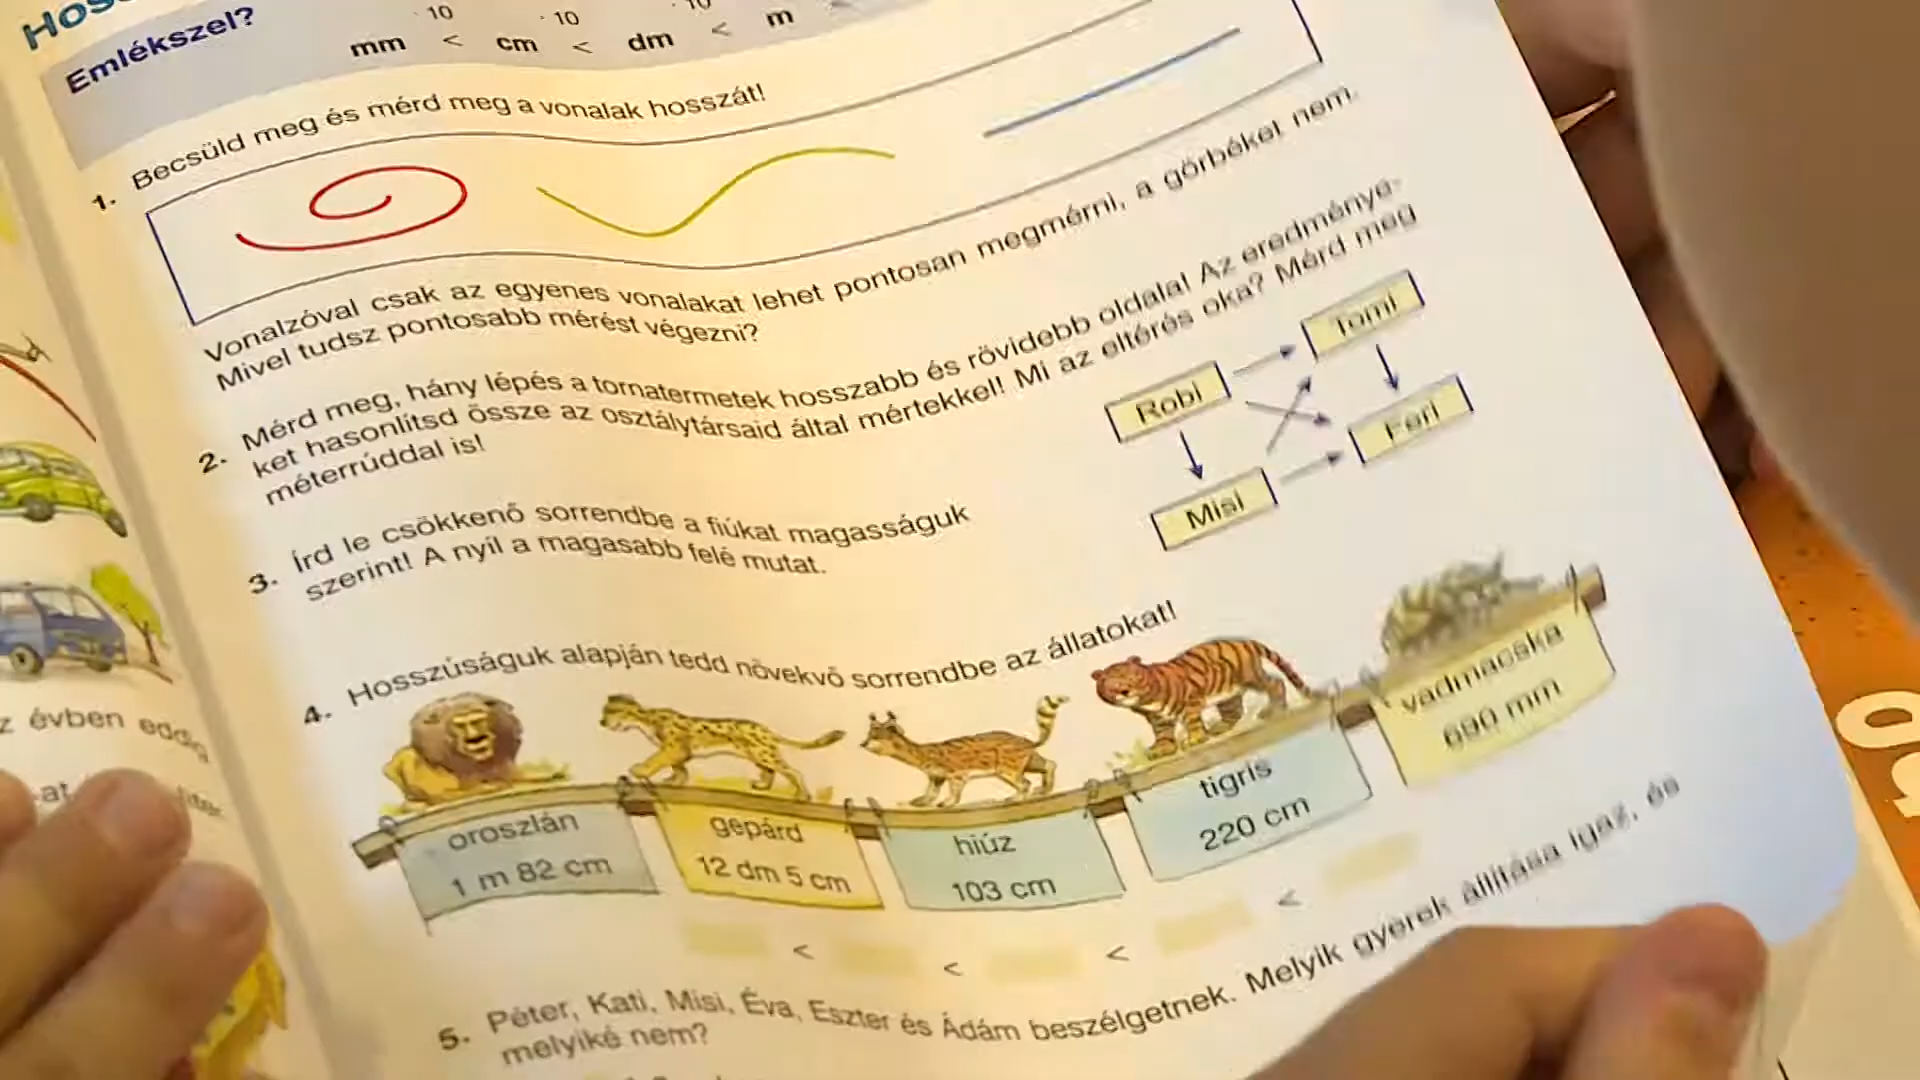 Emlékszel?
· 10 · 10 · 10
mm < cm < dm < m
1. Becsüld meg és mérd meg a vonalak hosszát!
Vonalzóval csak az egyenes vonalakat lehet pontosan megmérni, a görbéket nem.
Mivel tudsz pontosabb mérést végezni?
2. Mérd meg, hány lépés a tornatermetek hosszabb és rövidebb oldala! Az eredménye-
ket hasonlítsd össze az osztálytársaid által mértekkel! Mi az eltérés oka? Mérd meg
méterrúddal is!
Robi
Tomi
Misi
Feri
3. Írd le csökkenő sorrendbe a fiúkat magasságuk
szerint! A nyíl a magasabb felé mutat.
4. Hosszúságuk alapján tedd növekvő sorrendbe az állatokat!
oroszlán
1 m 82 cm
gepárd
12 dm 5 cm
hiúz
103 cm
tigris
220 cm
vadmacska
690 mm
< < < <
5. Péter, Kati, Misi, Éva, Eszter és Ádám beszélgetnek. Melyik gyerek állítása igaz, és
melyiké nem?
évben eddig